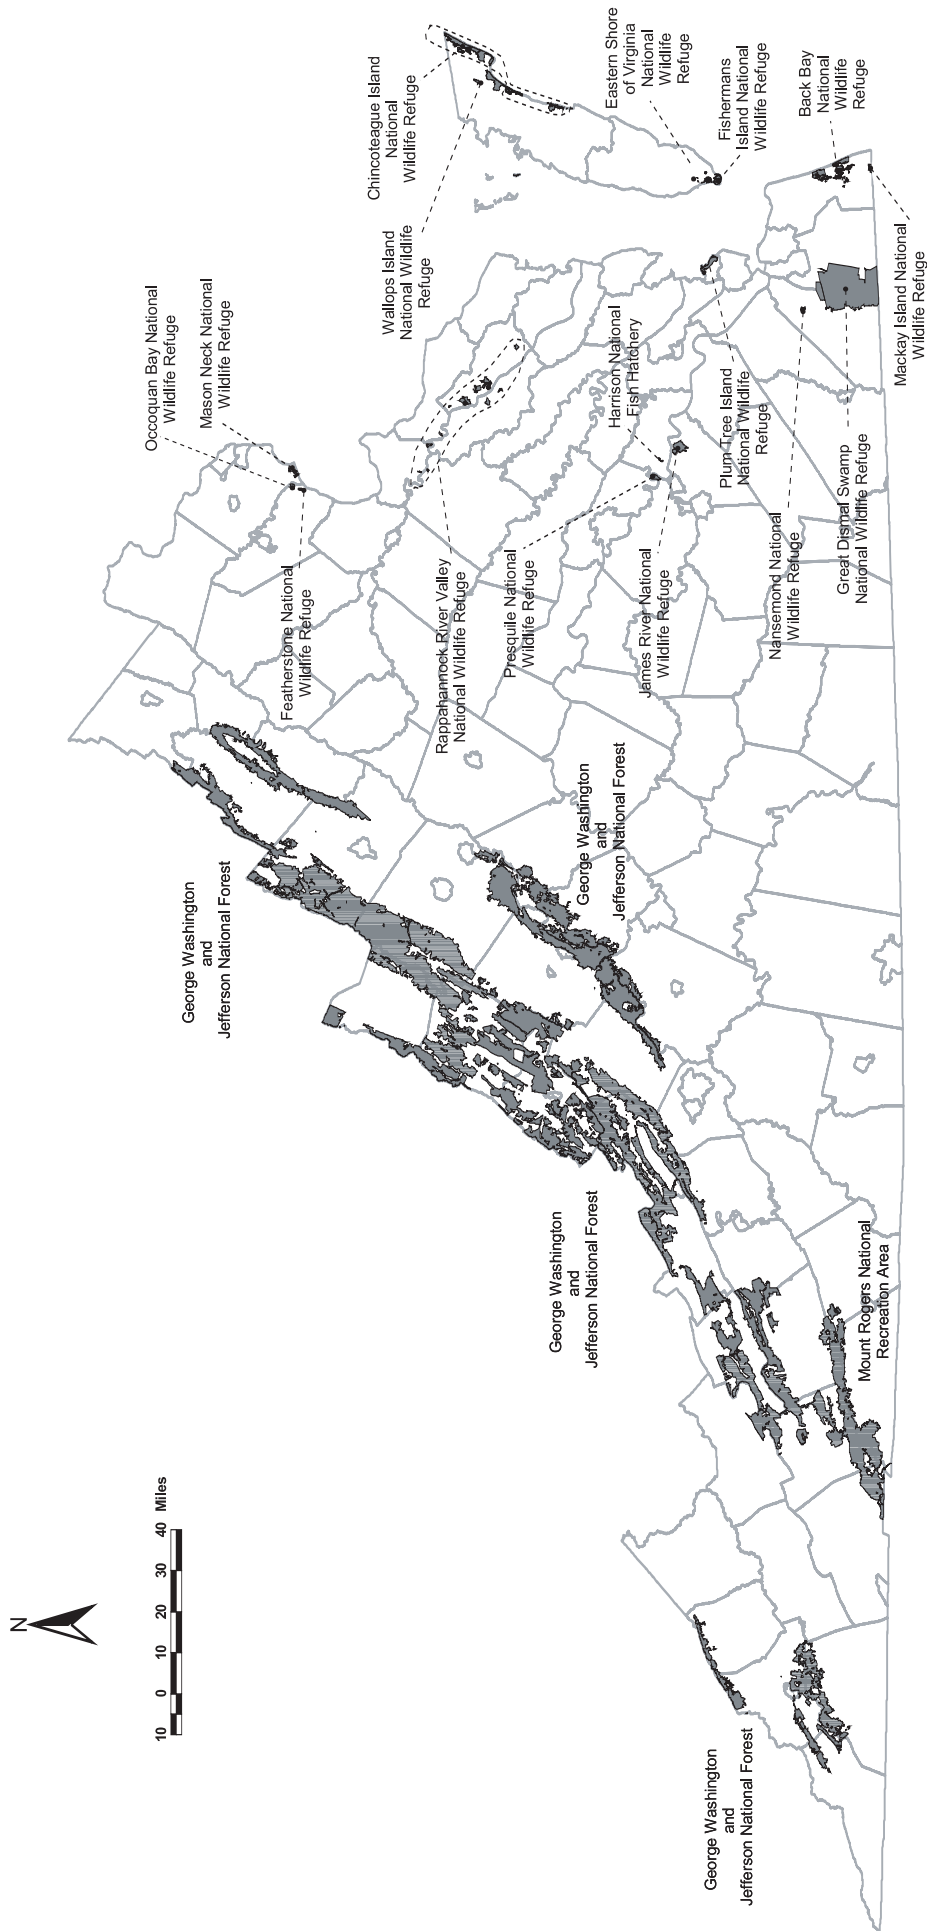 N
10 0 10 20 30 40 Miles
George Washington
and
Jefferson National Forest
Occoquan Bay National
Wildlife Refuge
Mason Neck National
Wildlife Refuge
Featherstone National
Wildlife Refuge
Chincoteague Island
National
Wildlife Refuge
Wallops Island
National Wildlife
Refuge
Rappahannock River Valley
National Wildlife Refuge
Presquile National
Wildlife Refuge
Harrison National
Fish Hatchery
Eastern Shore
of Virginia
National
Wildlife
Refuge
Fishermans
Island National
Wildlife Refuge
George Washington
and
Jefferson National Forest
George Washington
and
Jefferson National Forest
James River National
Wildlife Refuge
Plum Tree Island
National Wildlife
Refuge
Back Bay
National
Wildlife
Refuge
George Washington
and
Jefferson National Forest
Nansemond National
Wildlife Refuge
Great Dismal Swamp
National Wildlife Refuge
Mount Rogers National
Recreation Area
Mackay Island National
Wildlife Refuge